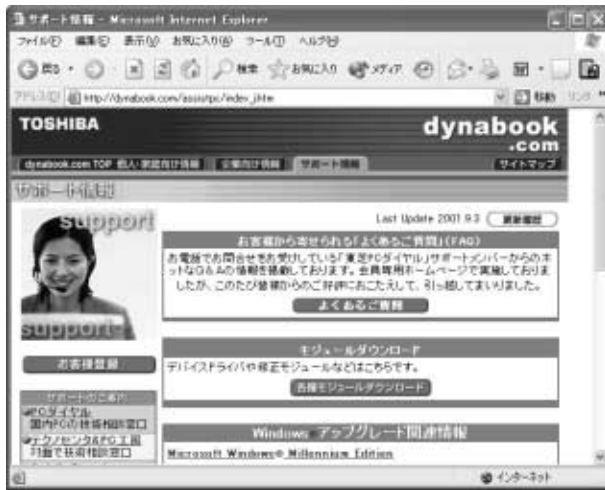 サポート情報 - Microsoft Internet Explorer
ファイル(F) 編集(E) 表示(V) お気に入り(A) ツール(T) ヘルプ(H)
戻る 検索 お気に入り メディア
アドレス(D) http://dynabook.com/assistpc/index_j.htm 移動 リンク
TOSHIBA
dynabook
.com
dynabook.com TOP 個人・家庭向け情報 企業向け情報 サポート情報 サイトマップ
サポート情報
support
Last Update 2001.9.3 更新履歴
お客様から寄せられる「よくあるご質問」(FAQ)
お電話でお問合せをお受けしている「東芝PCダイヤル」サポートメンバーからのホットなQ&Aの情報を掲載しております。会員専用ホームページで実施しておりましたが、このたび皆様からのご好評におこたえして、引っ越してまいりました。
よくあるご質問
support
お客様登録
モジュールダウンロード
デバイスドライバや修正モジュールなどはこちらです。
各種モジュールダウンロード
サポートのご案内
PCダイヤル
国内PCの技術相談窓口
テクノセンタ&PC工房
対面で技術相談窓口
Windows アップグレード関連情報
Microsoft Windows® Millennium Edition
インターネット